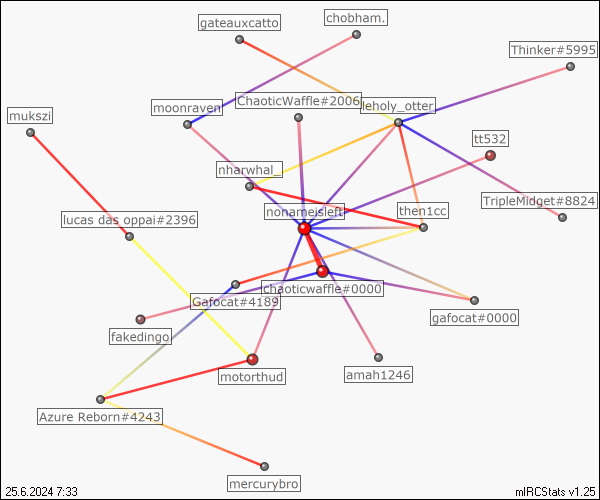 chobham.
gateauxcatto
Thinker#5995
ChaoticWaffle#2006
leholy_otter
moonraven
mukszi
tt532
nharwhal_
TripleMidget#8824
nonameisleft
then1cc
lucas das oppai#2396
chaoticwaffle#0000
Gafocat#4189
gafocat#0000
fakedingo
amah1246
motorthud
Azure Reborn#4243
mercurybro
25.6.2024 7:33
mIRCStats v1.25